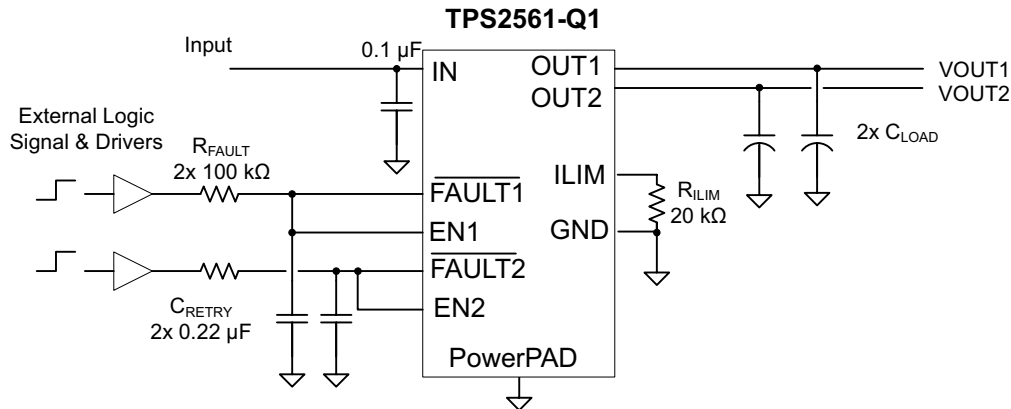 TPS2561-Q1
Input
0.1 µF
IN
OUT1
VOUT1
OUT2
VOUT2
External Logic
Signal & Drivers
2x CLOAD
RFAULT
2x 100 kΩ
FAULT1
ILIM
RILIM
20 kΩ
EN1
GND
FAULT2
EN2
CRETRY
2x 0.22 µF
PowerPAD